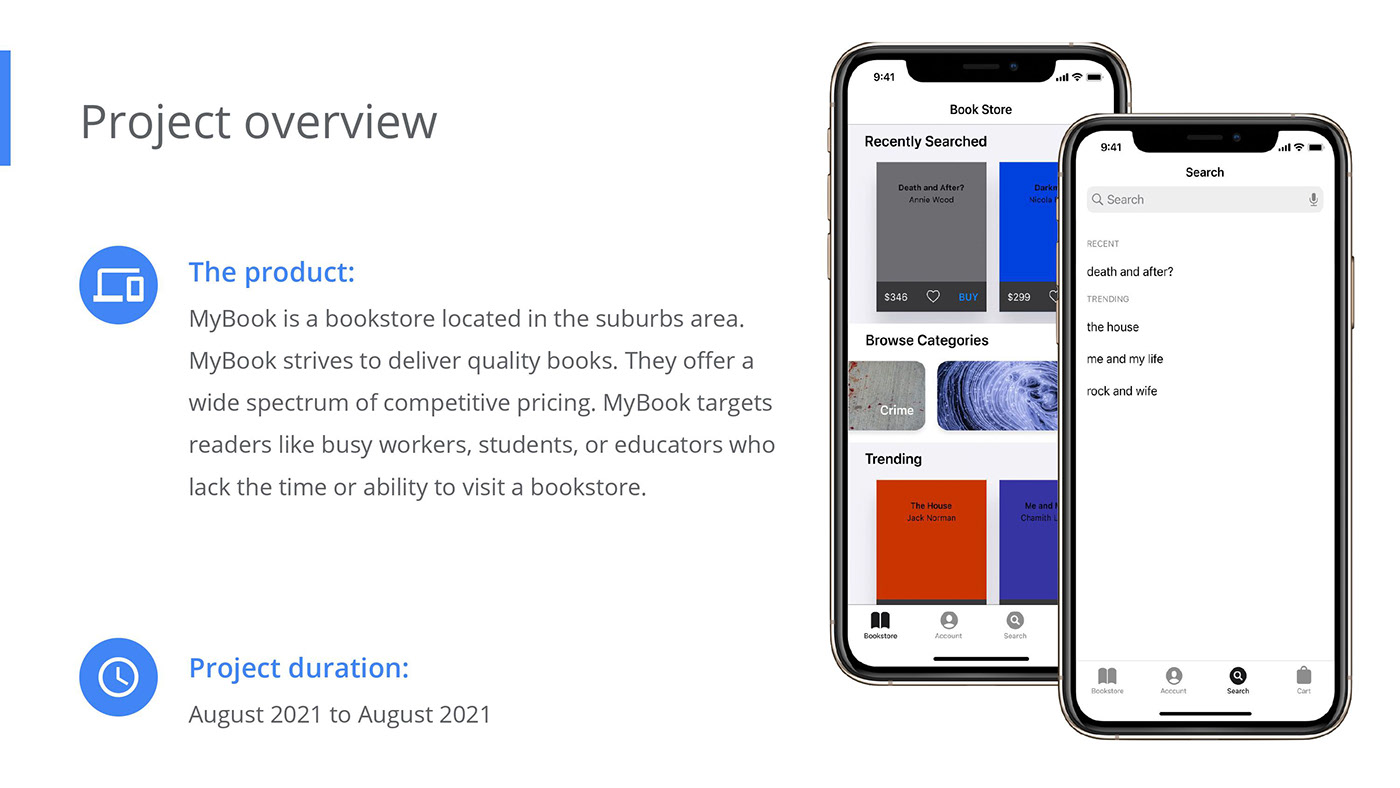 Project overview
The product:
MyBook is a bookstore located in the suburbs area.
MyBook strives to deliver quality books. They offer a
wide spectrum of competitive pricing. MyBook targets
readers like busy workers, students, or educators who
lack the time or ability to visit a bookstore.
Project duration:
August 2021 to August 2021
9:41
Book Store
Recently Searched
Death and After?
Annie Wood
$346
BUY
Nicola
$299
Browse Categories
Crime
Trending
The House
Jack Norman
Me and
Chamith
Bookstore
Account
Search
9:41
Search
Search
RECENT
death and after?
TRENDING
the house
me and my life
rock and wife
Bookstore
Account
Search
Cart